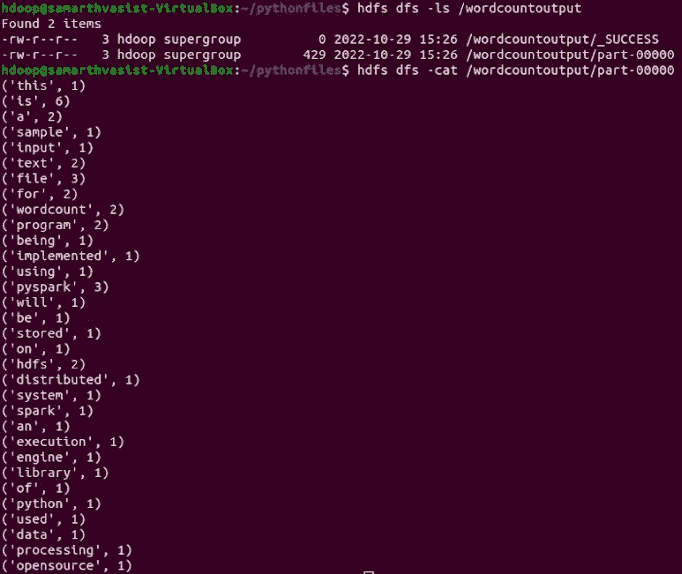 hdoop@samarthvasist-VirtualBox:~/pythonfiles$ hdfs dfs -ls /wordcountoutput
Found 2 items
-rw-r--r--   3 hdoop supergroup          0 2022-10-29 15:26 /wordcountoutput/_SUCCESS
-rw-r--r--   3 hdoop supergroup        429 2022-10-29 15:26 /wordcountoutput/part-00000
hdoop@samarthvasist-VirtualBox:~/pythonfiles$ hdfs dfs -cat /wordcountoutput/part-00000
('this', 1)
('is', 6)
('a', 2)
('sample', 1)
('input', 1)
('text', 2)
('file', 3)
('for', 2)
('wordcount', 2)
('program', 2)
('being', 1)
('implemented', 1)
('using', 1)
('pyspark', 3)
('will', 1)
('be', 1)
('stored', 1)
('on', 1)
('hdfs', 2)
('distributed', 1)
('system', 1)
('spark', 1)
('an', 1)
('execution', 1)
('engine', 1)
('library', 1)
('of', 1)
('python', 1)
('used', 1)
('data', 1)
('processing', 1)
('opensource', 1)